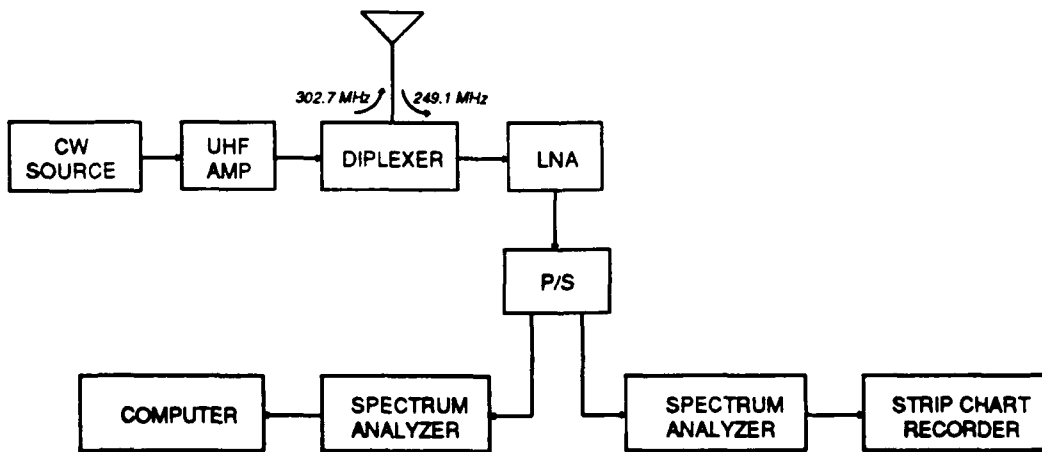 302.7 MHz
249.1 MHz
CW
SOURCE
UHF
AMP
DIPLEXER
LNA
P/S
COMPUTER
SPECTRUM
ANALYZER
SPECTRUM
ANALYZER
STRIP CHART
RECORDER